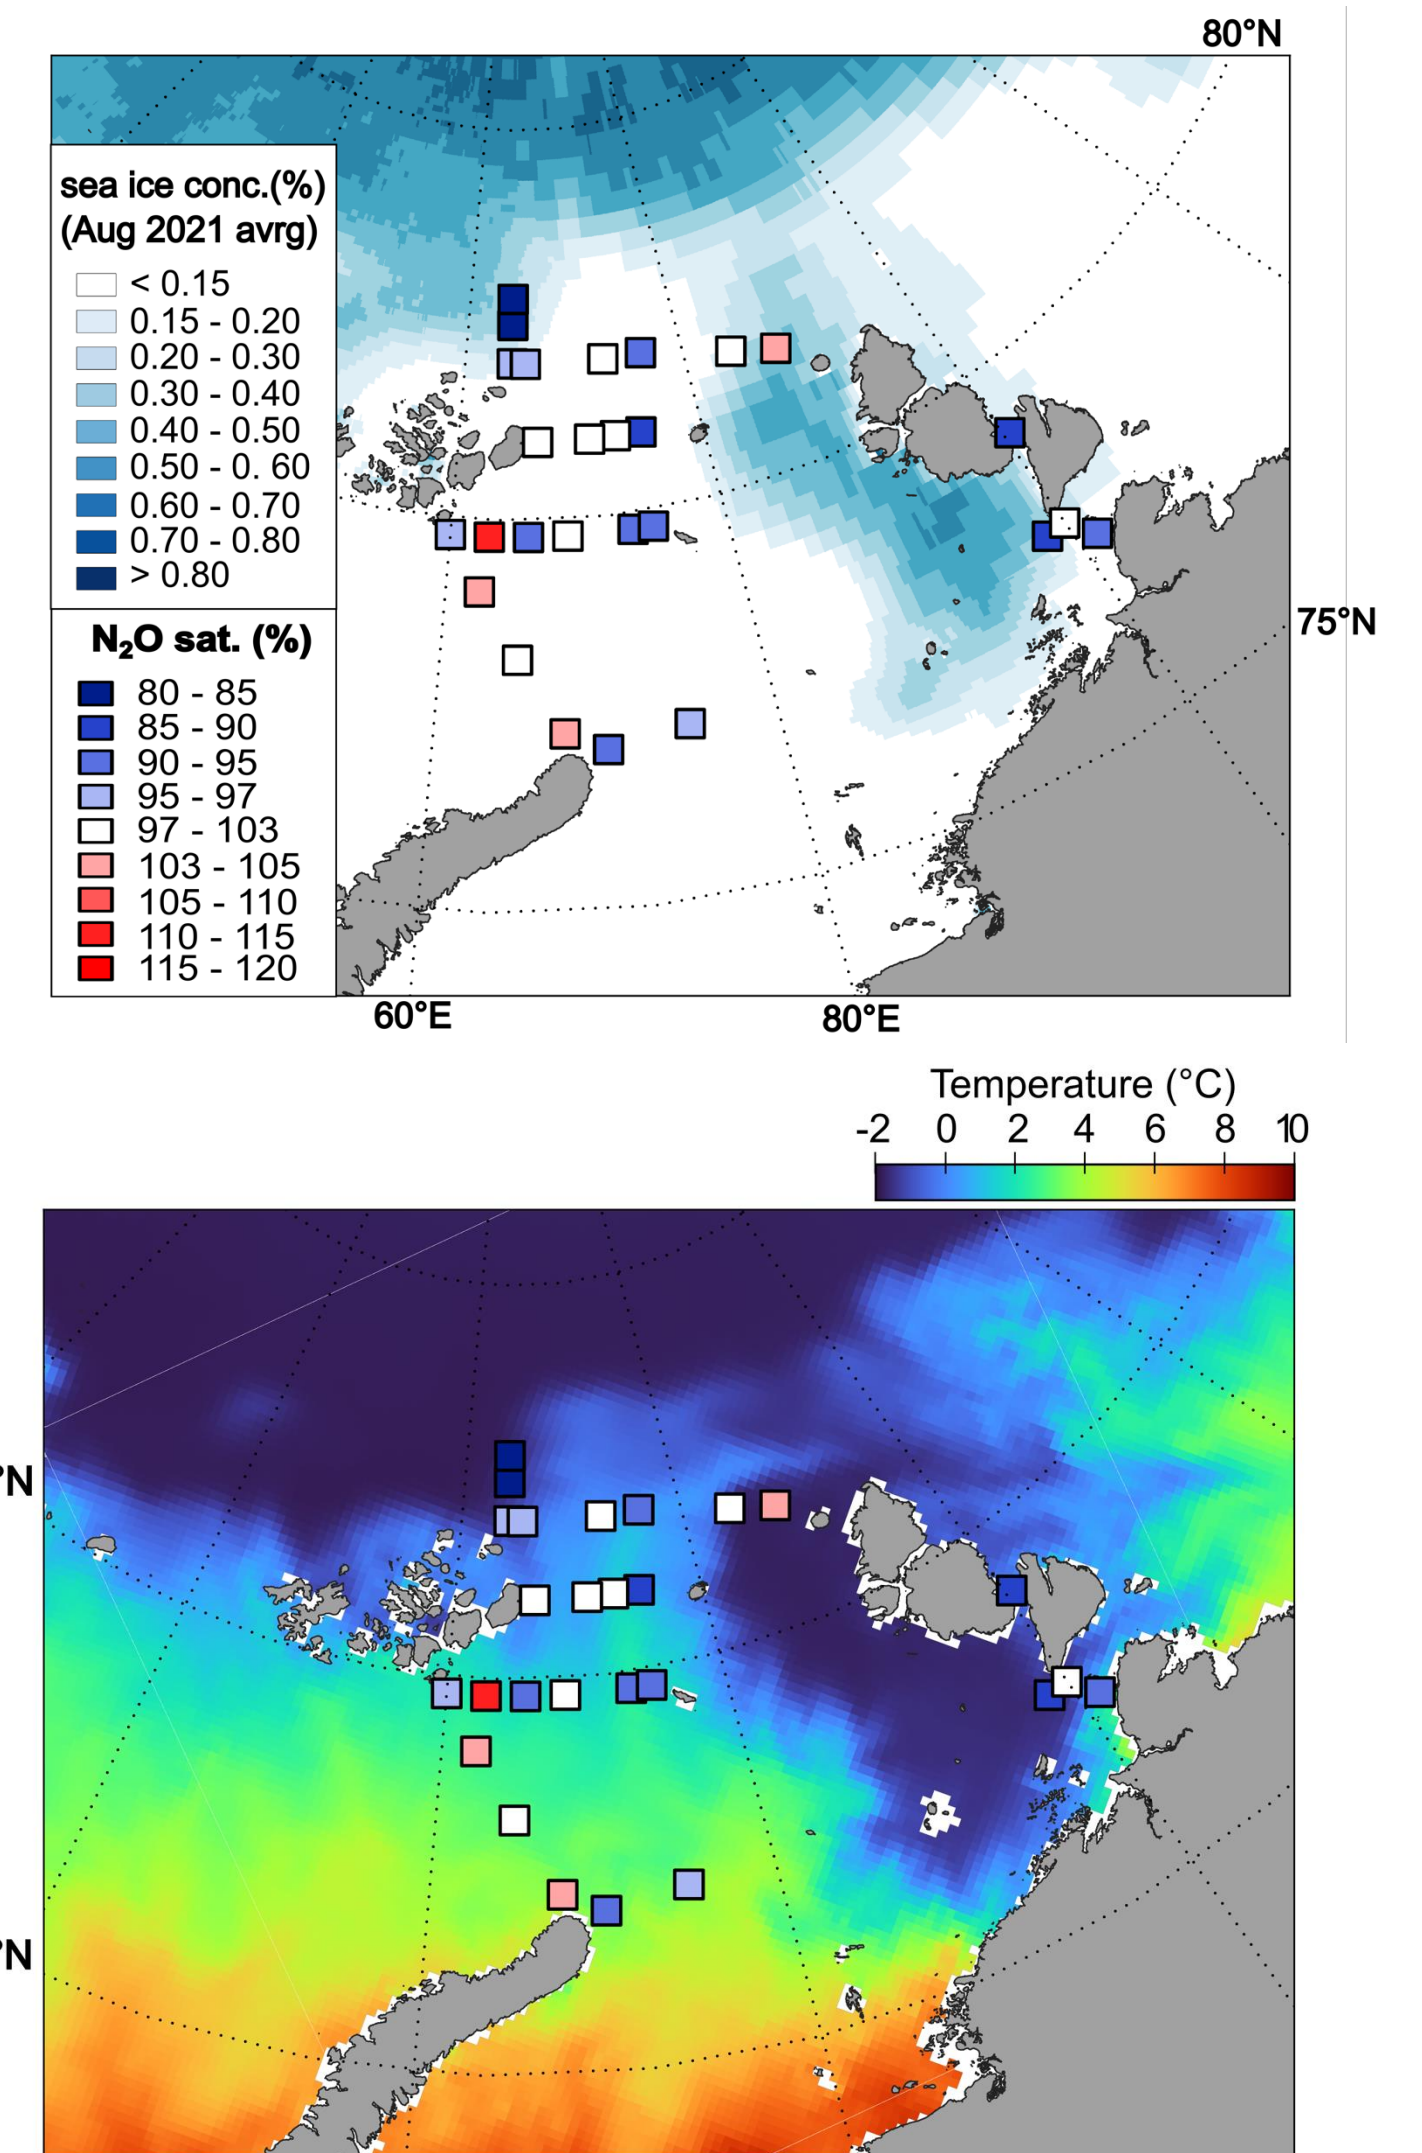 80°N
sea ice conc.(%)
(Aug 2021 avrg)
< 0.15
0.15 - 0.20
0.20 - 0.30
0.30 - 0.40
0.40 - 0.50
0.50 - 0. 60
0.60 - 0.70
0.70 - 0.80
> 0.80
75°N
N₂O sat. (%)
80 - 85
85 - 90
90 - 95
95 - 97
97 - 103
103 - 105
105 - 110
110 - 115
115 - 120
60°E 80°E
Temperature (°C)
-2 0 2 4 6 8 10
°N
°N